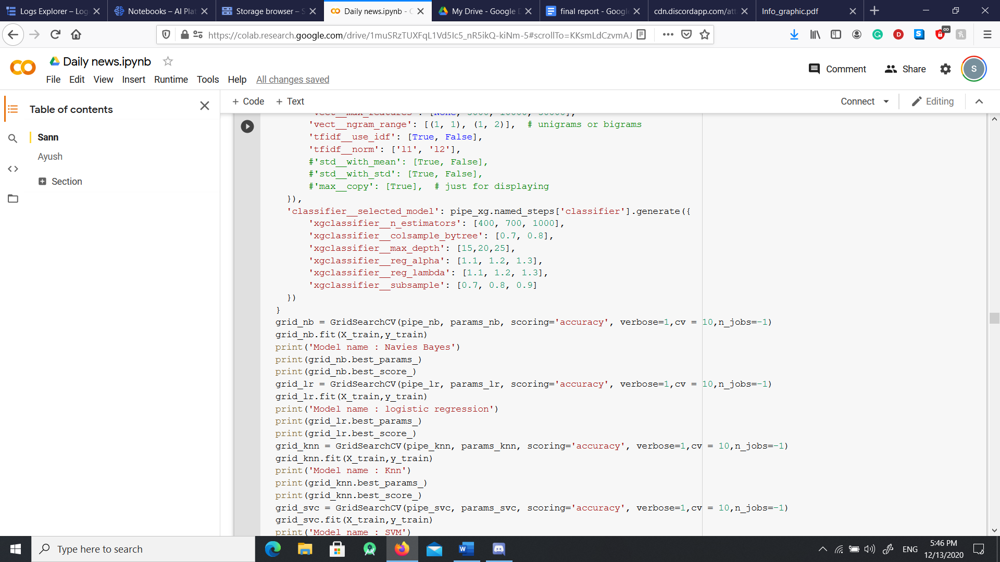 Logs Explorer – Log
Notebooks – AI Plat
Storage browser – S
Daily news.ipynb - C
My Drive - Google D
final report - Google
cdn.discordapp.com/att
Info_graphic.pdf
https://colab.research.google.com/drive/1muSRzTUXFqL1Vd5Ic5_nR5ikQ-kiNm-5#scrollTo=KKsmLdCzvmAJ
Daily news.ipynb
Comment
Share
S
File Edit View Insert Runtime Tools Help All changes saved
Table of contents
+ Code + Text
Connect
Editing
Sann
Ayush
Section
'vect__max_features': [None, 5000, 10000, 50000],
'vect__ngram_range': [(1, 1), (1, 2)],  # unigrams or bigrams
'tfidf__use_idf': [True, False],
'tfidf__norm': ['l1', 'l2'],
#'std__with_mean': [True, False],
#'std__with_std': [True, False],
#'max__copy': [True],  # just for displaying
}),
'classifier__selected_model': pipe_xg.named_steps['classifier'].generate({
'xgclassifier__n_estimators': [400, 700, 1000],
'xgclassifier__colsample_bytree': [0.7, 0.8],
'xgclassifier__max_depth': [15,20,25],
'xgclassifier__reg_alpha': [1.1, 1.2, 1.3],
'xgclassifier__reg_lambda': [1.1, 1.2, 1.3],
'xgclassifier__subsample': [0.7, 0.8, 0.9]
})
}
grid_nb = GridSearchCV(pipe_nb, params_nb, scoring='accuracy', verbose=1,cv = 10,n_jobs=-1)
grid_nb.fit(X_train,y_train)
print('Model name : Navies Bayes')
print(grid_nb.best_params_)
print(grid_nb.best_score_)
grid_lr = GridSearchCV(pipe_lr, params_lr, scoring='accuracy', verbose=1,cv = 10,n_jobs=-1)
grid_lr.fit(X_train,y_train)
print('Model name : logistic regression')
print(grid_lr.best_params_)
print(grid_lr.best_score_)
grid_knn = GridSearchCV(pipe_knn, params_knn, scoring='accuracy', verbose=1,cv = 10,n_jobs=-1)
grid_knn.fit(X_train,y_train)
print('Model name : Knn')
print(grid_knn.best_params_)
print(grid_knn.best_score_)
grid_svc = GridSearchCV(pipe_svc, params_svc, scoring='accuracy', verbose=1,cv = 10,n_jobs=-1)
grid_svc.fit(X_train,y_train)
print('Model name : SVM')
Type here to search
ENG
5:46 PM
12/13/2020